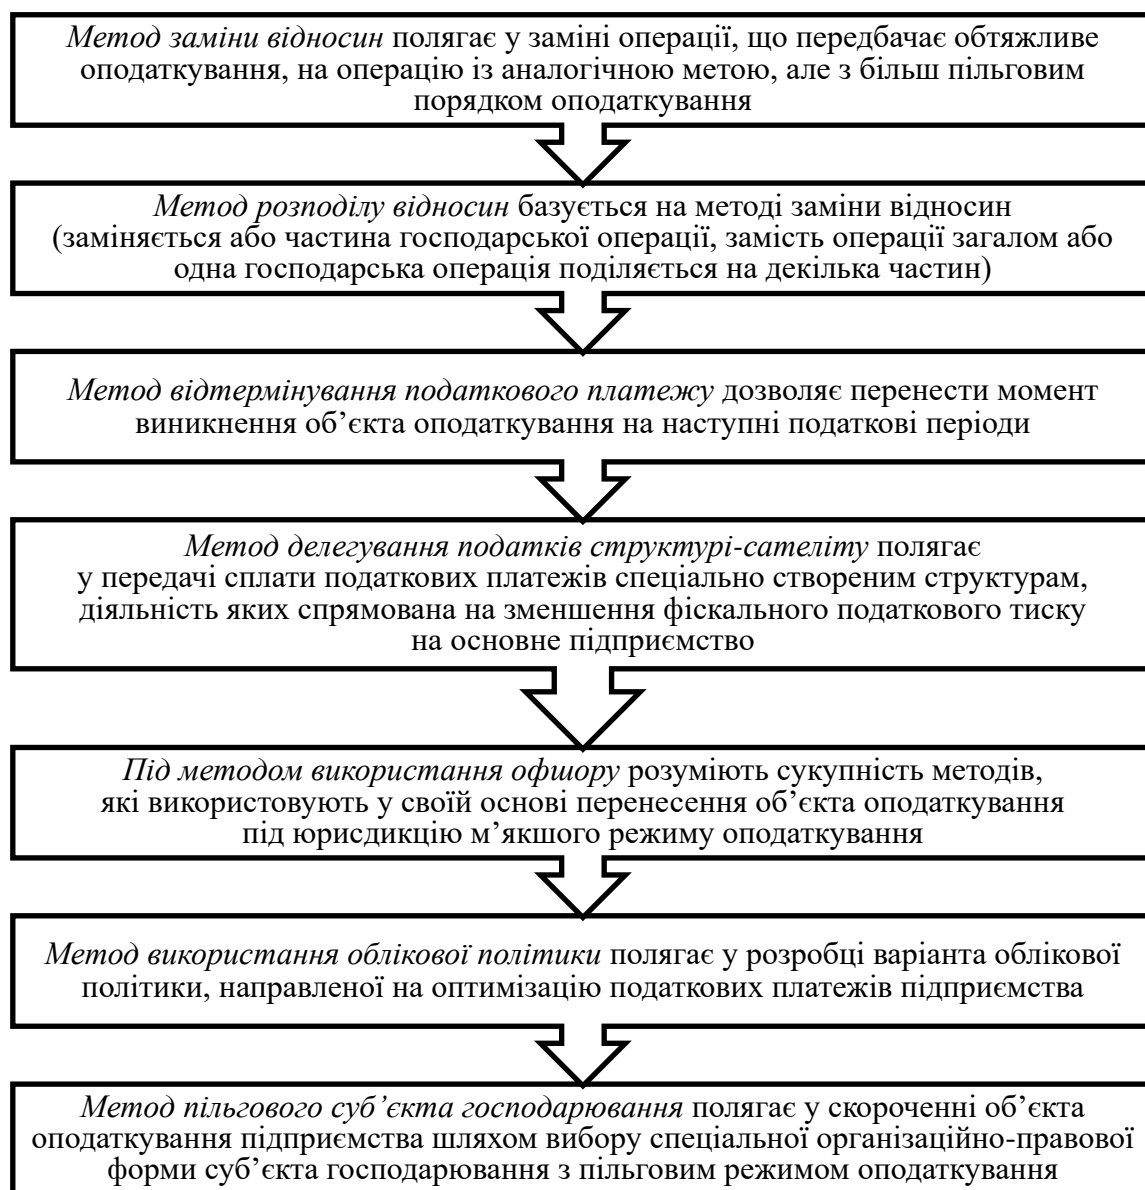 Метод заміни відносин полягає у заміні операції, що передбачає обтяжливе
оподаткування, на операцію із аналогічною метою, але з більш пільговим
порядком оподаткування
Метод розподілу відносин базується на методі заміни відносин
(заміняється або частина господарської операції, замість операції загалом або
одна господарська операція поділяється на декілька частин)
Метод відтермінування податкового платежу дозволяє перенести момент
виникнення об’єкта оподаткування на наступні податкові періоди
Метод делегування податків структурі-сателіту полягає
у передачі сплати податкових платежів спеціально створеним структурам,
діяльність яких спрямована на зменшення фіскального податкового тиску
на основне підприємство
Під методом використання офшору розуміють сукупність методів,
які використовують у своїй основі перенесення об’єкта оподаткування
під юрисдикцію м’якшого режиму оподаткування
Метод використання облікової політики полягає у розробці варіанта облікової
політики, направленої на оптимізацію податкових платежів підприємства
Метод пільгового суб’єкта господарювання полягає у скороченні об’єкта
оподаткування підприємства шляхом вибору спеціальної організаційно-правової
форми суб’єкта господарювання з пільговим режимом оподаткування